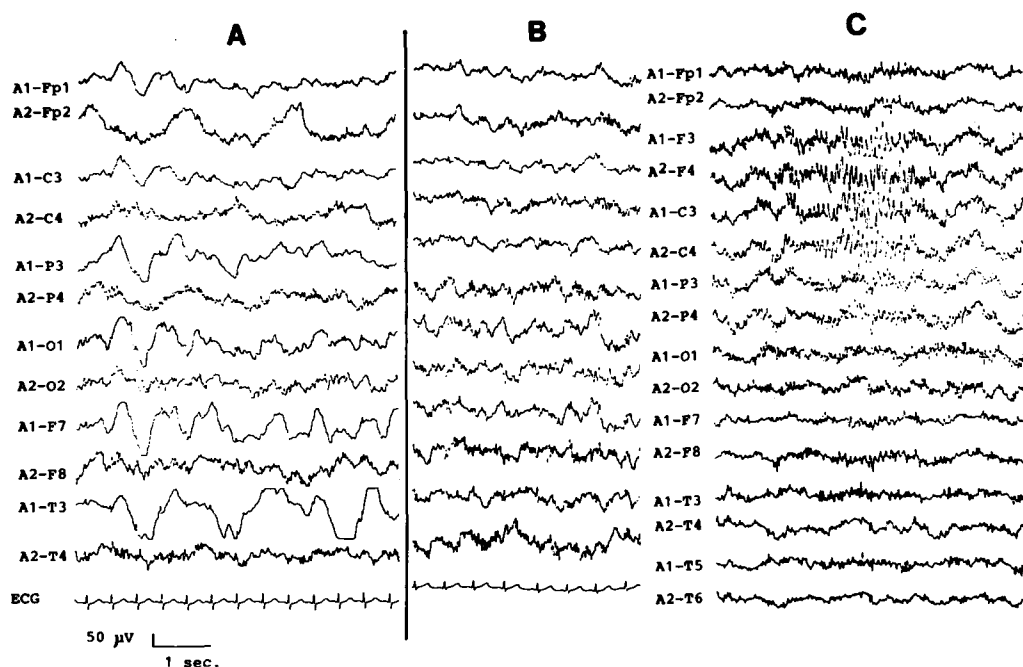 A
B
C
A1-Fp1
A2-Fp2
A1-C3
A2-C4
A1-P3
A2-P4
A1-O1
A2-O2
A1-F7
A2-F8
A1-T3
A2-T4
ECG
50 µV
1 sec.
A1-Fp1
A2-Fp2
A1-F3
A2-F4
A1-C3
A2-C4
A1-P3
A2-P4
A1-O1
A2-O2
A1-F7
A2-F8
A1-T3
A2-T4
A1-T5
A2-T6